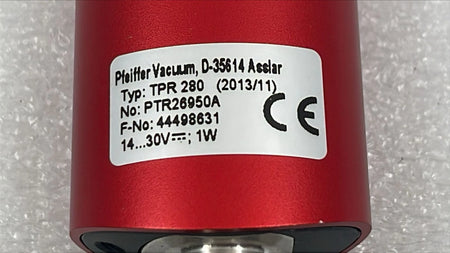 Pfeiffer Vacuum, D-35614 Asslar
Typ: TPR 280 (2013/11)
No: PTR26950A
F-No: 44498631
14...30V⎓; 1W
CE